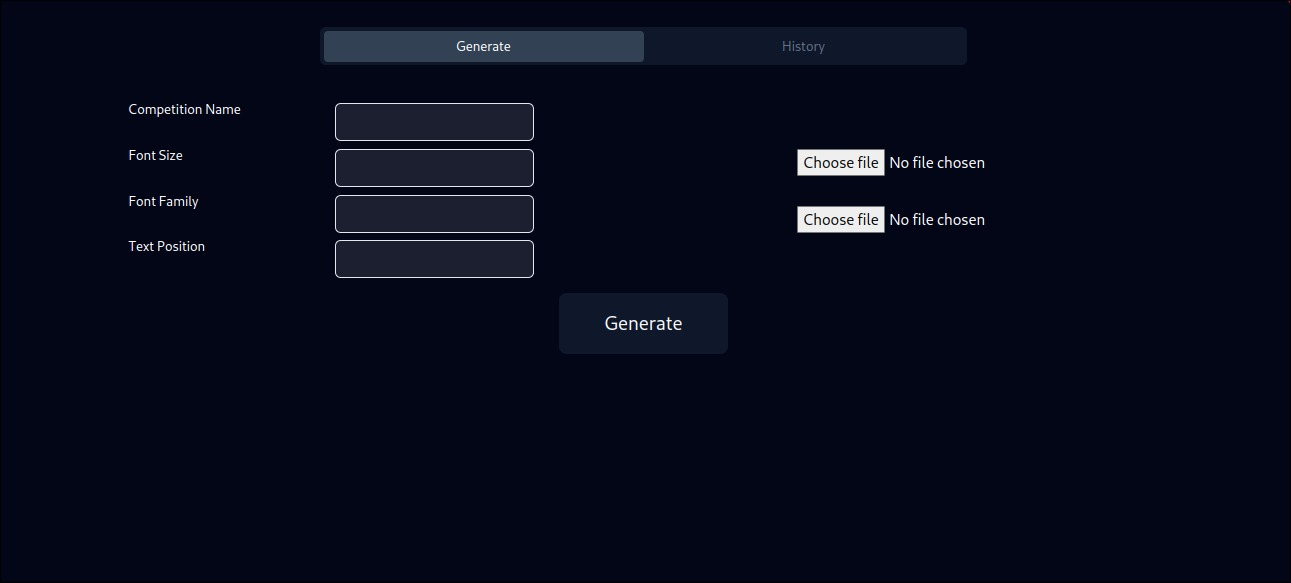 Generate
History
Competition Name
Font Size
Choose file No file chosen
Font Family
Choose file No file chosen
Text Position
Generate